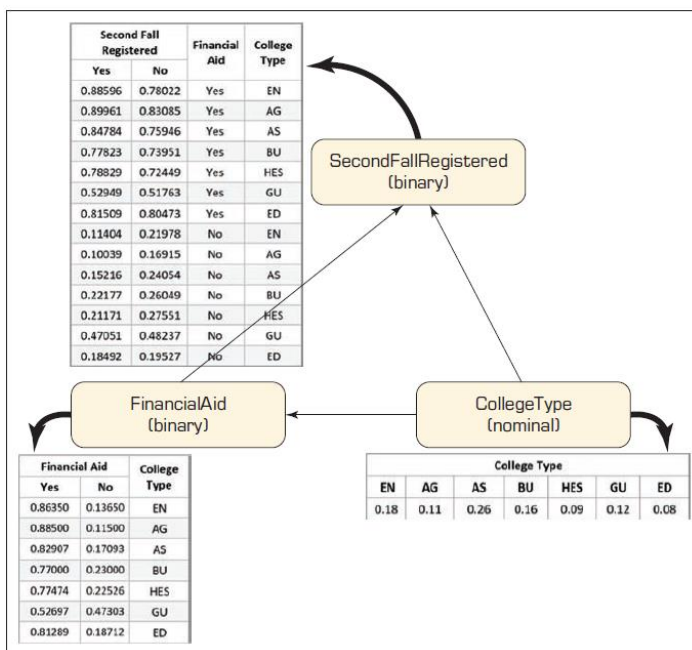 Second Fall Registered Financial Aid College Type
Yes No
0.88596 0.78022 Yes EN
0.89961 0.83085 Yes AG
0.84784 0.75946 Yes AS
0.77823 0.73951 Yes BU
0.78829 0.72449 Yes HES
0.52949 0.51763 Yes GU
0.81509 0.80473 Yes ED
0.11404 0.21978 No EN
0.10039 0.16915 No AG
0.15216 0.24054 No AS
0.22177 0.26049 No BU
0.21171 0.27551 No HES
0.47051 0.48237 No GU
0.18492 0.19527 No ED
SecondFallRegistered
(binary)
FinancialAid
(binary)
CollegeType
(nominal)
Financial Aid College Type
Yes No
0.86350 0.13650 EN
0.88500 0.11500 AG
0.82907 0.17093 AS
0.77000 0.23000 BU
0.77474 0.22526 HES
0.52697 0.47303 GU
0.81289 0.18712 ED
College Type
EN AG AS BU HES GU ED
0.18 0.11 0.26 0.16 0.09 0.12 0.08